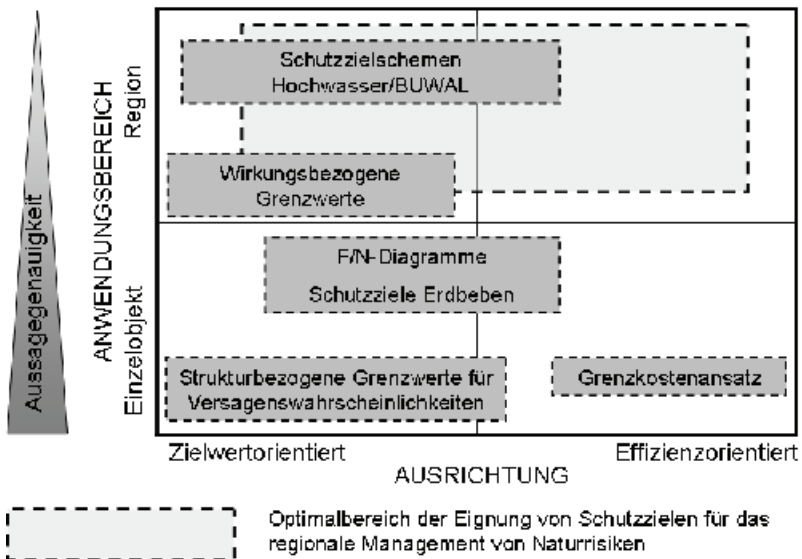 Aussagegenauigkeit
ANWENDUNGSBEREICH
Region
Einzelobjekt
Schutzzielschemen
Hochwasser/BUWAL
Wirkungsbezogene
Grenzwerte
F/N-Diagramme
Schutzziele Erdbeben
Strukturbezogene Grenzwerte für
Versagenswahrscheinlichkeiten
Grenzkostenansatz
Zielwertorientiert
Effizienzorientiert
AUSRICHTUNG
Optimalbereich der Eignung von Schutzzielen für das
regionale Management von Naturrisiken